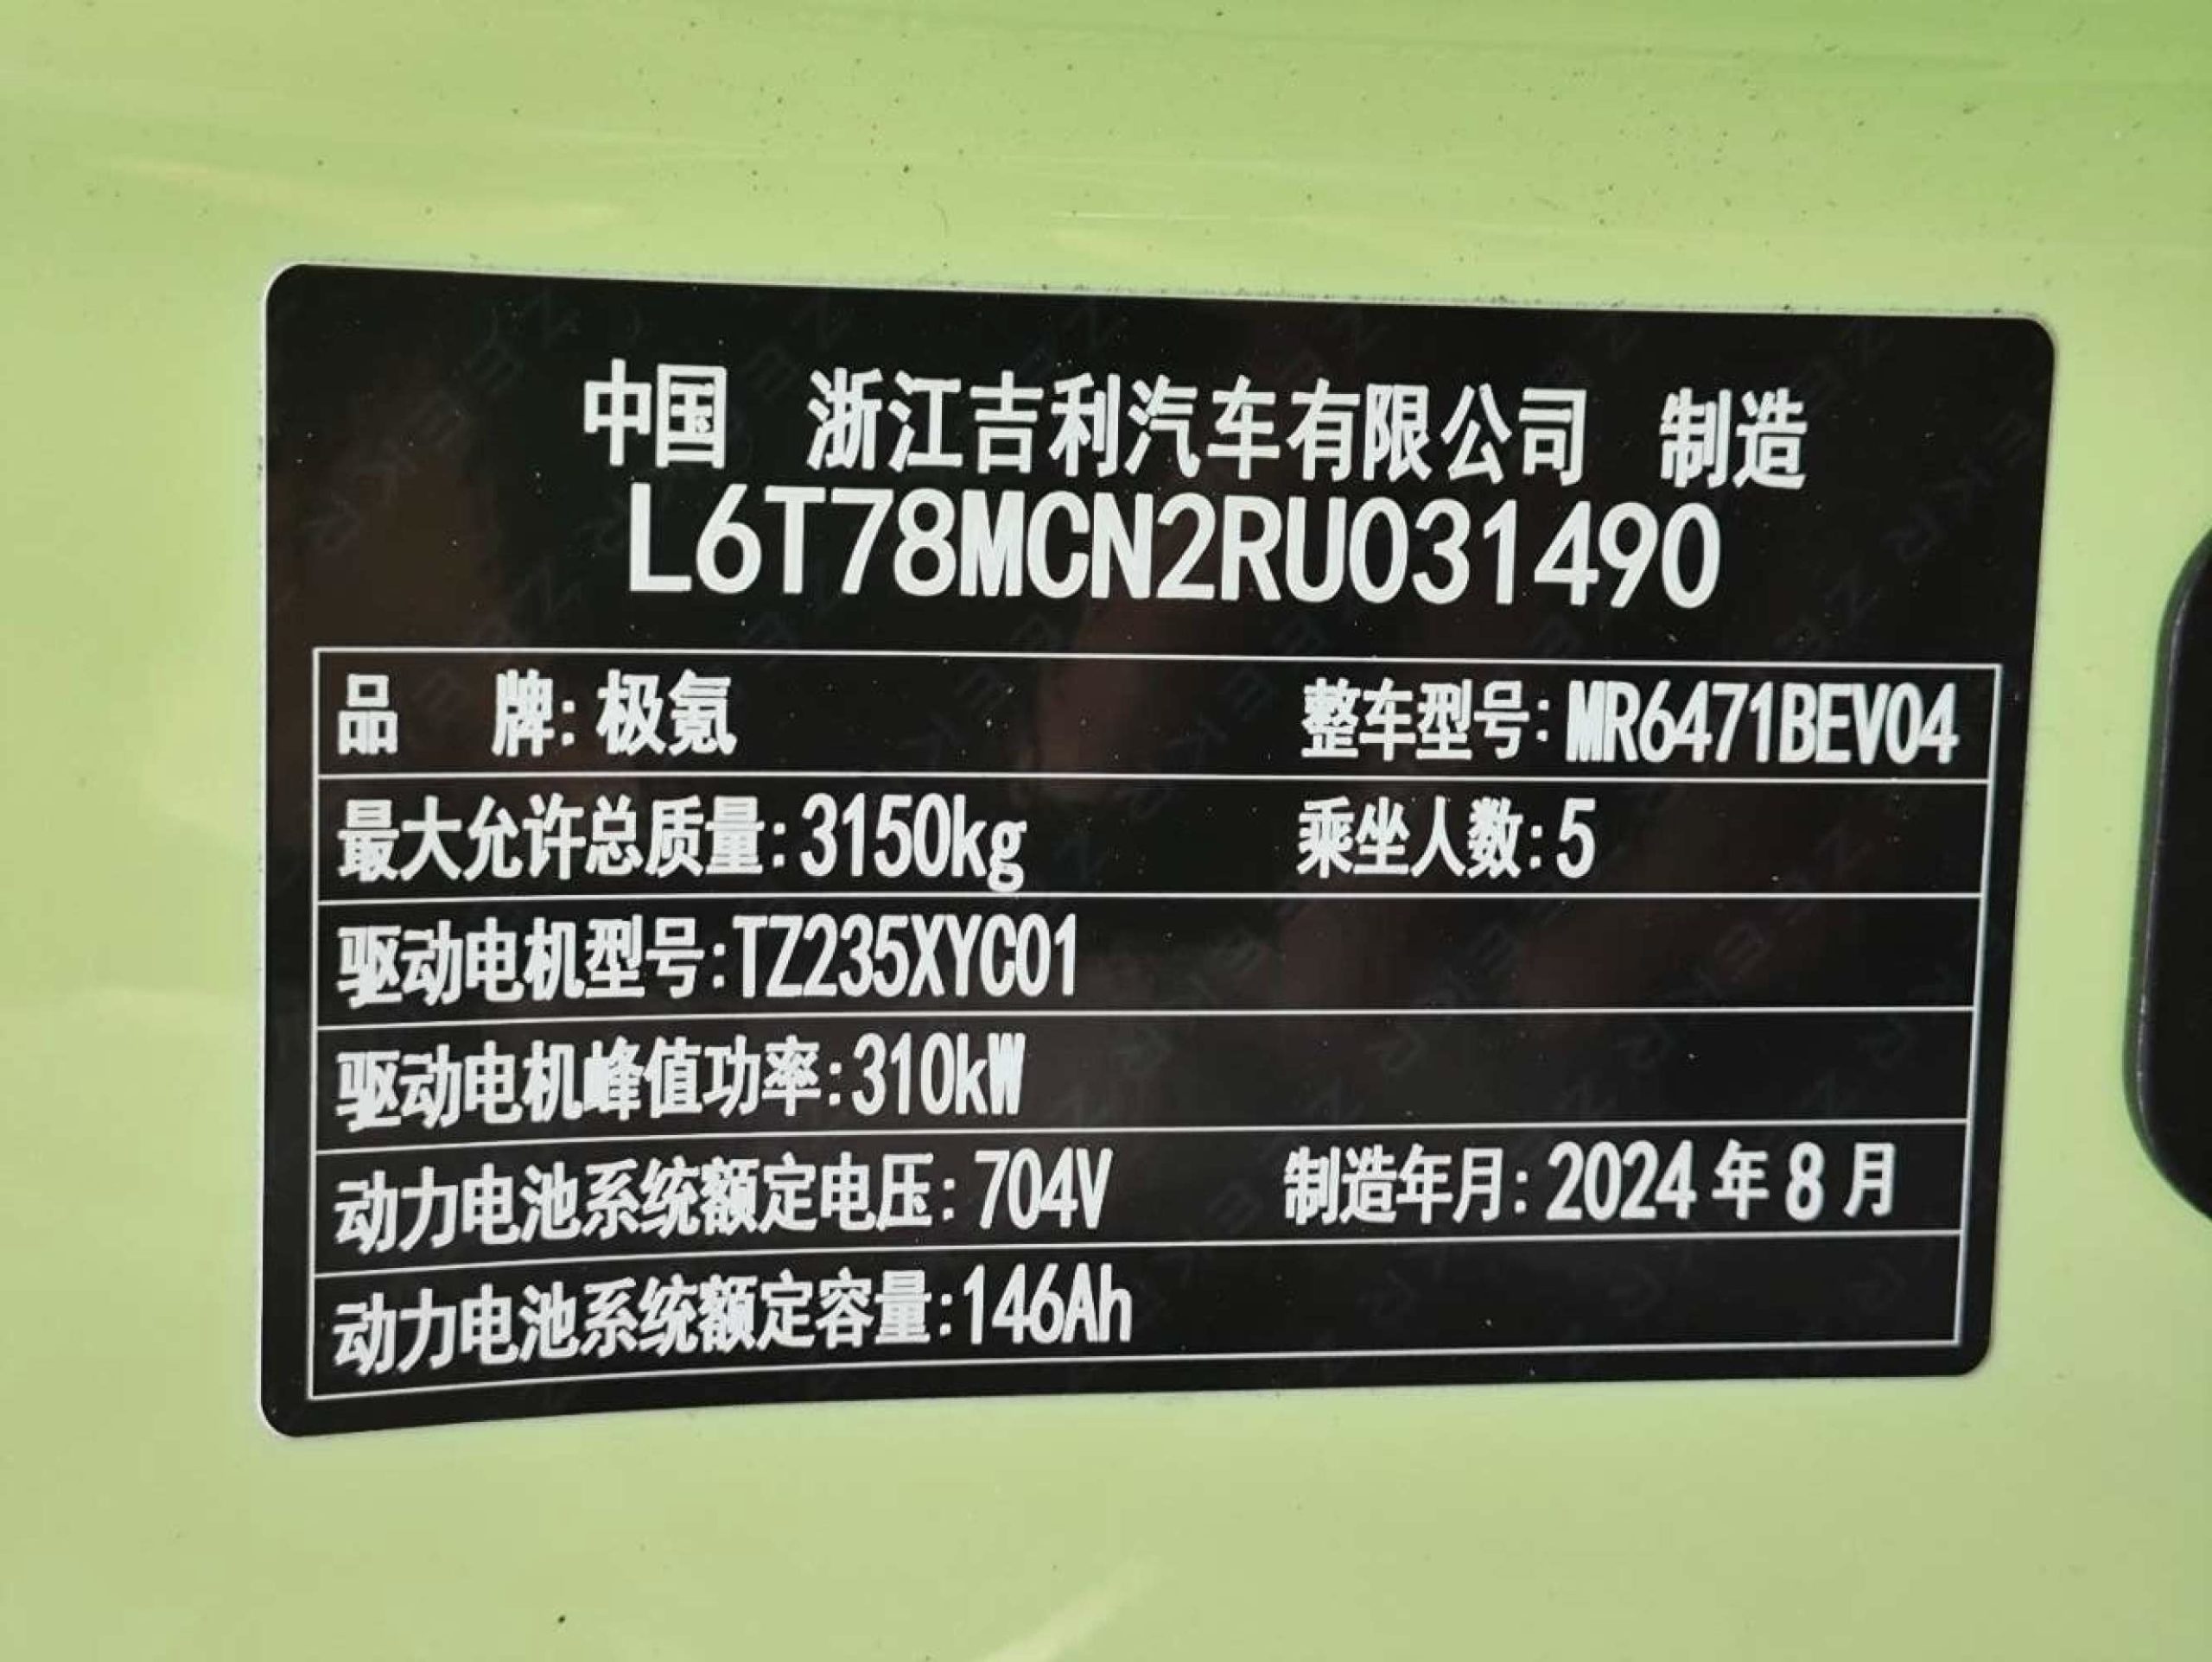 中国 浙江吉利汽车有限公司 制造
L6T78MCN2RU031490
品 牌:极氪 整车型号:MR6471BEV04
最大允许总质量:3150kg 乘坐人数:5
驱动电机型号:TZ235XYC01
驱动电机峰值功率:310kW
动力电池系统额定电压:704V 制造年月:2024年8月
动力电池系统额定容量:146Ah